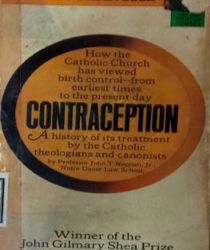 How the
Catholic Church
has viewed
birth control—from
earliest times
to the present day
CONTRACEPTION
A history of its treatment
by the Catholic
theologians and canonists
by Professor John T. Noonan, Jr.
Notre Dame Law School
Winner of the
John Gilmary Shea Prize